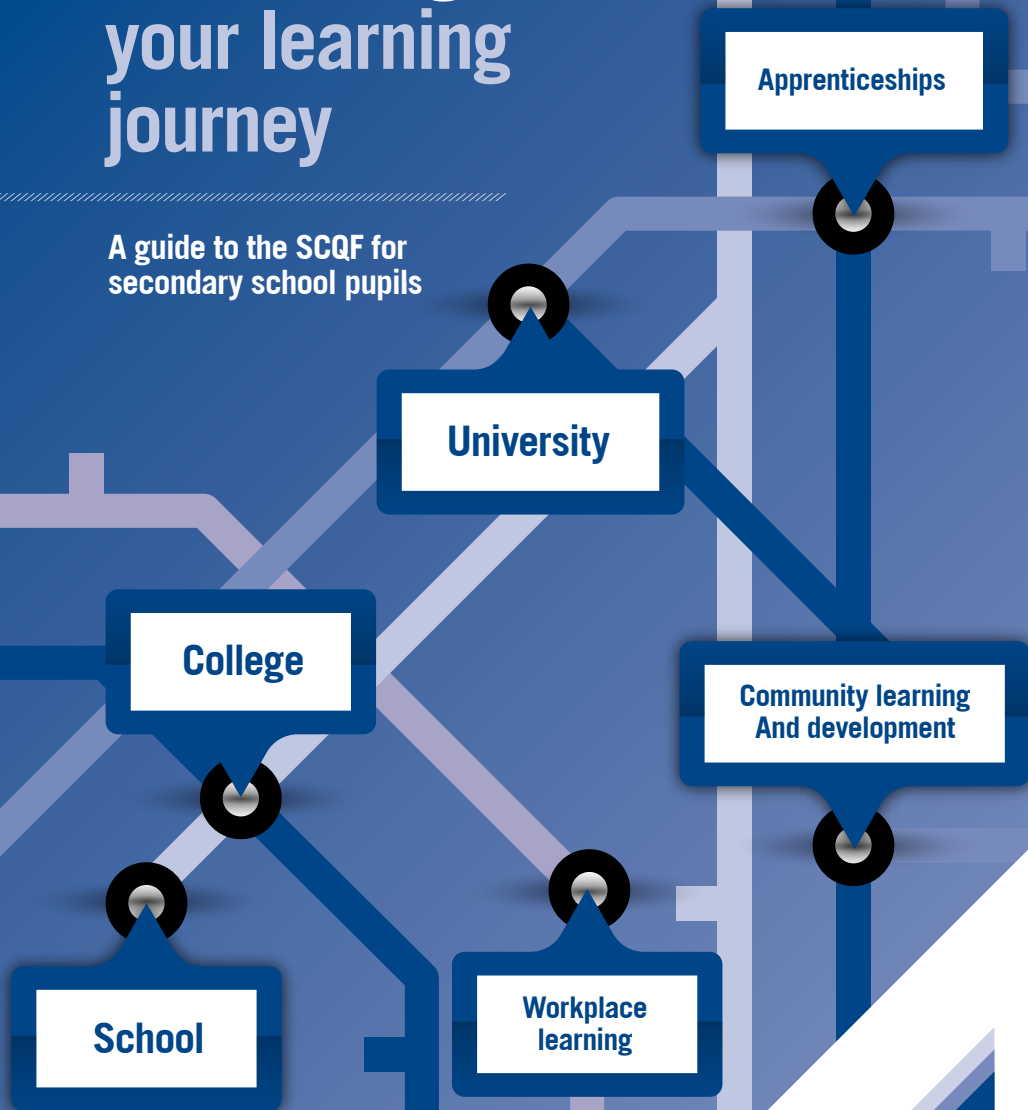 your learning
journey
A guide to the SCQF for
secondary school pupils
Apprenticeships
University
College
Community learning
And development
School
Workplace
learning